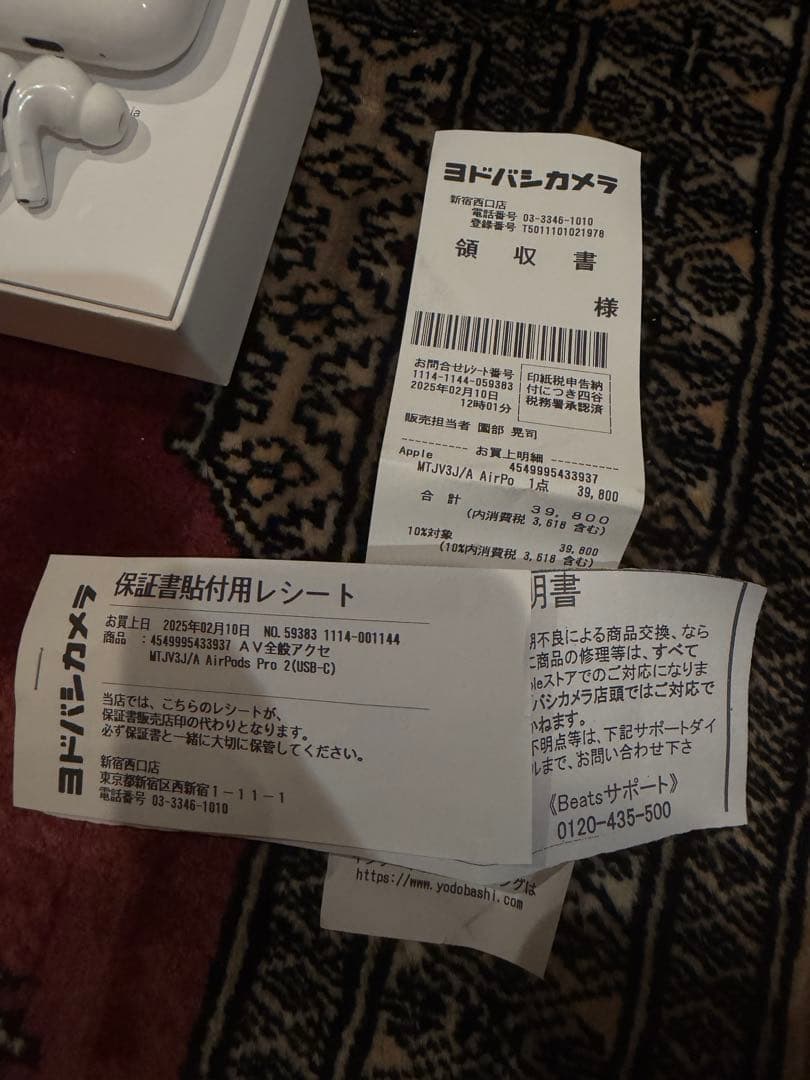 ia
ヨドバシカメラ
新宿西口店
電話番号 03-3346-1010
登録番号 T5011101021978
領 収 書
様
お問合せレシート番号
1114-1144-059383
2025年02月10日
12時01分
印紙税申告納
付につき四谷
税務署承認済
販売担当者 園部 晃司
---------- お買上明細 ----------
Apple 4549995433937
MTJV3J/A AirPo 1点 39,800
合 計 39,800
(内消費税 3,618 含む)
10%対象 39,800
(10%内消費税 3,618 含む)
ヨドバシカメラ
保証書貼付用レシート
お買上日 2025年02月10日 NO.59383 1114-001144
商品 :4549995433937 AV全般アクセ
MTJV3J/A AirPods Pro 2(USB-C)
当店では、こちらのレシートが、
保証書販売店印の代わりとなります。
必ず保証書と一緒に大切に保管してください。
新宿西口店
東京都新宿区西新宿1-11-1
電話番号 03-3346-1010
明書
期不良による商品交換、なら
に商品の修理等は、すべて
pleストアでのご対応になりま
バシカメラ店頭ではご対応で
かねます。
不明点等は、下記サポートダイ
ルまで、お問い合わせ下さ
《Beatsサポート》
0120-435-500
ングは
https://www.yodobashi.com